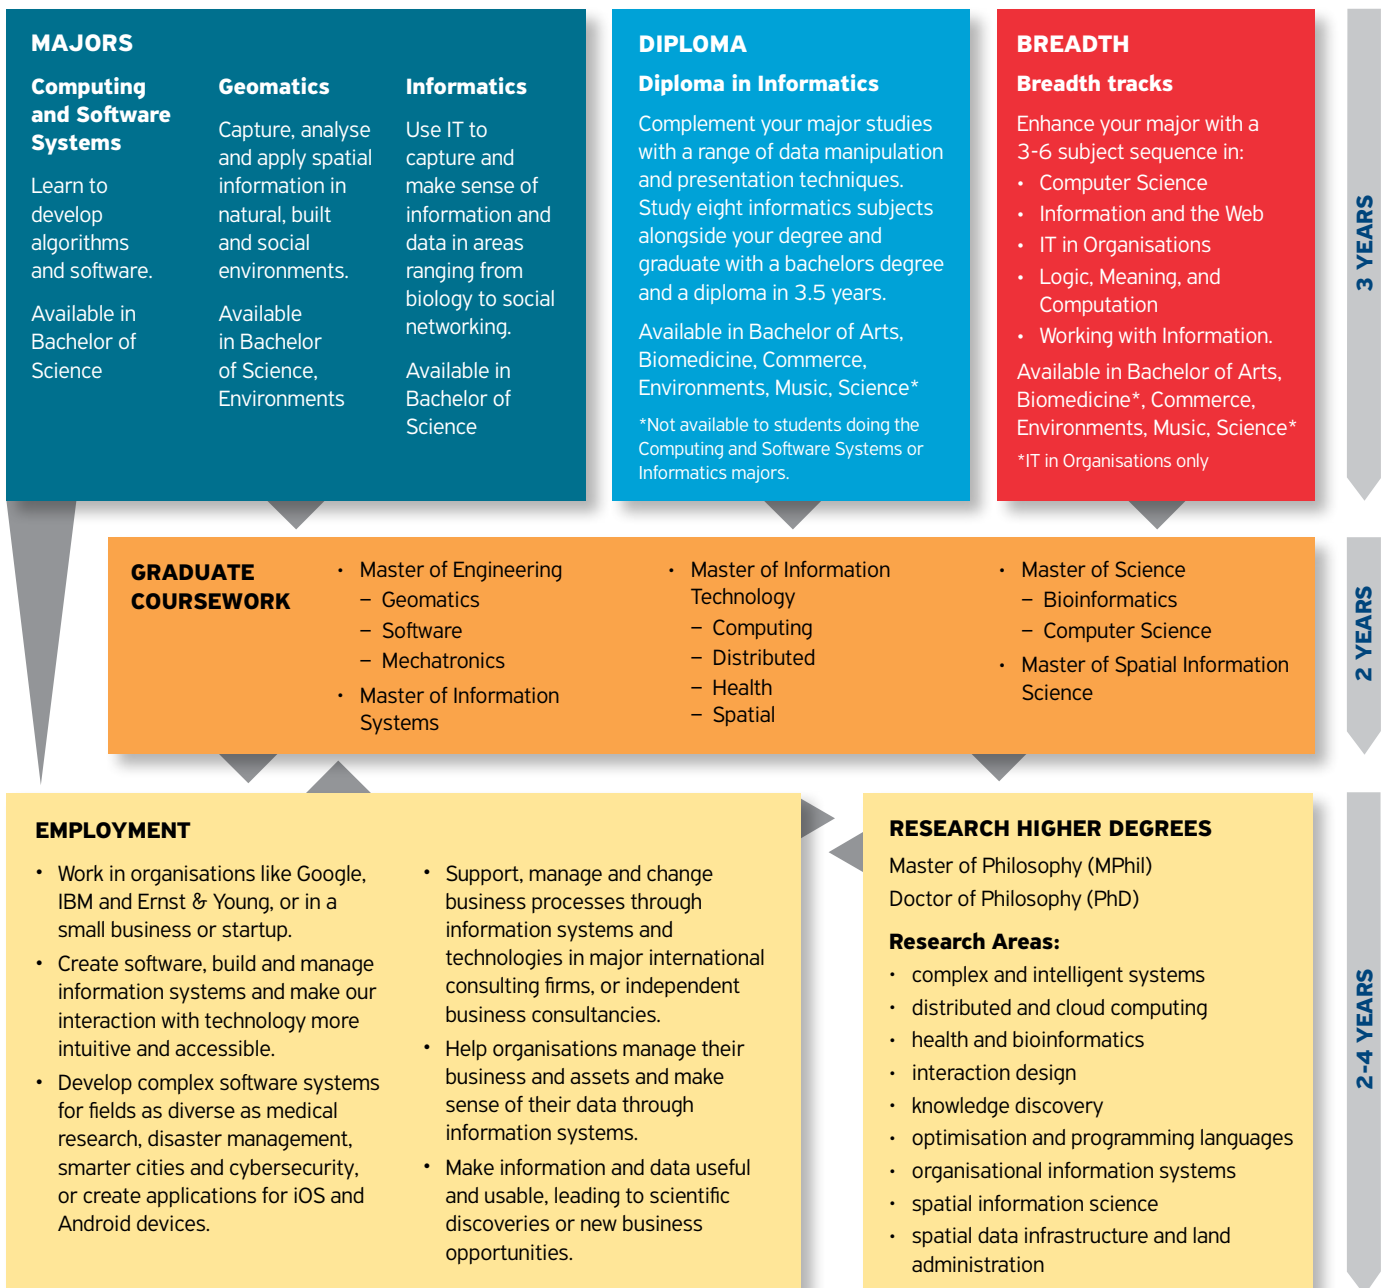 MAJORS
Computing
and Software
Systems
Learn to
develop
algorithms
and software.
Available in
Bachelor of
Science
Geomatics
Capture, analyse
and apply spatial
information in
natural, built
and social
environments.
Available
in Bachelor
of Science,
Environments
Informatics
Use IT to
capture and
make sense of
information and
data in areas
ranging from
biology to social
networking.
Available in
Bachelor of
Science
DIPLOMA
Diploma in Informatics
Complement your major studies
with a range of data manipulation
and presentation techniques.
Study eight informatics subjects
alongside your degree and
graduate with a bachelors degree
and a diploma in 3.5 years.
Available in Bachelor of Arts,
Biomedicine, Commerce,
Environments, Music, Science*
*Not available to students doing the
Computing and Software Systems or
Informatics majors.
BREADTH
Breadth tracks
Enhance your major with a
3-6 subject sequence in:
• Computer Science
• Information and the Web
• IT in Organisations
• Logic, Meaning, and
Computation
• Working with Information.
Available in Bachelor of Arts,
Biomedicine*, Commerce,
Environments, Music, Science*
*IT in Organisations only
3 YEARS
GRADUATE
COURSEWORK
• Master of Engineering
– Geomatics
– Software
– Mechatronics
• Master of Information
Systems
• Master of Information
Technology
– Computing
– Distributed
– Health
– Spatial
• Master of Science
– Bioinformatics
– Computer Science
• Master of Spatial Information
Science
2 YEARS
EMPLOYMENT
• Work in organisations like Google,
IBM and Ernst & Young, or in a
small business or startup.
• Create software, build and manage
information systems and make our
interaction with technology more
intuitive and accessible.
• Develop complex software systems
for fields as diverse as medical
research, disaster management,
smarter cities and cybersecurity,
or create applications for iOS and
Android devices.
• Support, manage and change
business processes through
information systems and
technologies in major international
consulting firms, or independent
business consultancies.
• Help organisations manage their
business and assets and make
sense of their data through
information systems.
• Make information and data useful
and usable, leading to scientific
discoveries or new business
opportunities.
RESEARCH HIGHER DEGREES
Master of Philosophy (MPhil)
Doctor of Philosophy (PhD)
Research Areas:
• complex and intelligent systems
• distributed and cloud computing
• health and bioinformatics
• interaction design
• knowledge discovery
• optimisation and programming languages
• organisational information systems
• spatial information science
• spatial data infrastructure and land
administration
2-4 YEARS